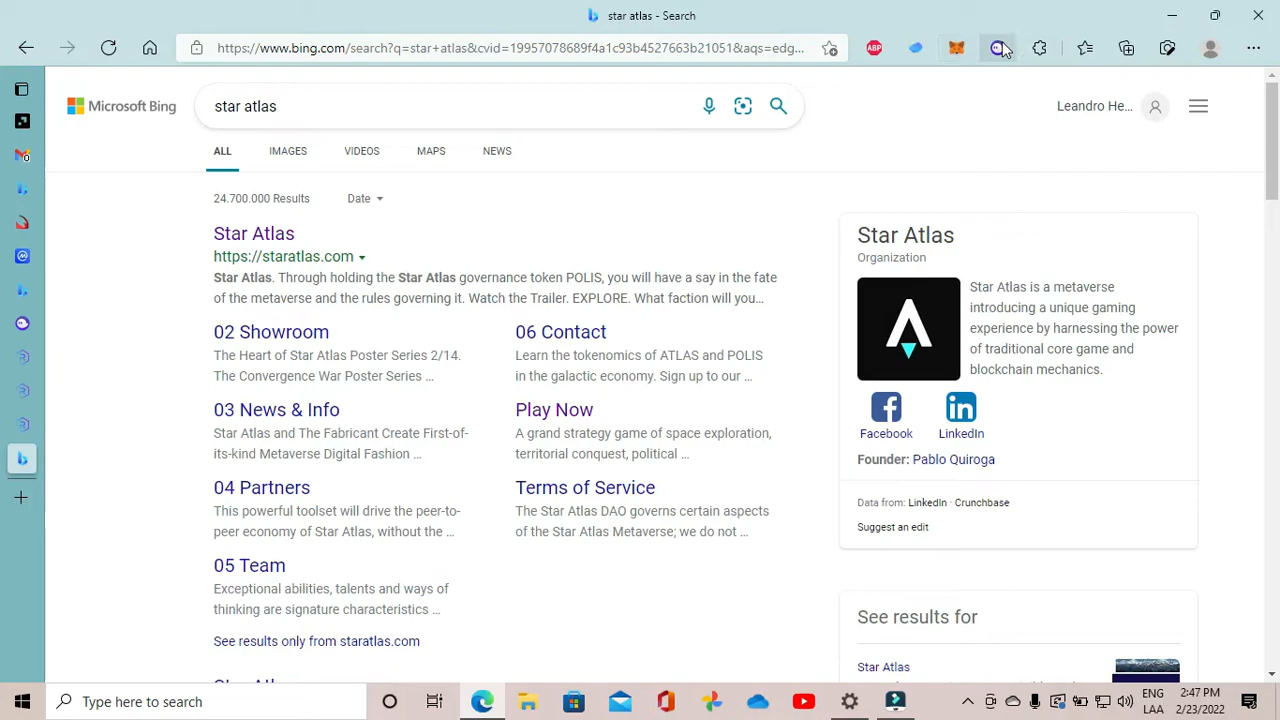 star atlas - Search
https://www.bing.com/search?q=star+atlas&cvid=19957078689f4a1c93b4527663b21051&aqs=edg...
ABP
Microsoft Bing
star atlas
Leandro He...
ALL IMAGES VIDEOS MAPS NEWS
24.700.000 Results Date
Star Atlas
https://staratlas.com
Star Atlas. Through holding the Star Atlas governance token POLIS, you will have a say in the fate
of the metaverse and the rules governing it. Watch the Trailer. EXPLORE. What faction will you…
02 Showroom
The Heart of Star Atlas Poster Series 2/14.
The Convergence War Poster Series …
06 Contact
Learn the tokenomics of ATLAS and POLIS
in the galactic economy. Sign up to our …
03 News & Info
Star Atlas and The Fabricant Create First-of-
its-kind Metaverse Digital Fashion …
Play Now
A grand strategy game of space exploration,
territorial conquest, political …
04 Partners
This powerful toolset will drive the peer-to-
peer economy of Star Atlas, without the …
Terms of Service
The Star Atlas DAO governs certain aspects
of the Star Atlas Metaverse; we do not …
05 Team
Exceptional abilities, talents and ways of
thinking are signature characteristics …
See results only from staratlas.com
Star Atlas
Organization
Star Atlas is a metaverse
introducing a unique gaming
experience by harnessing the power
of traditional core game and
blockchain mechanics.
Facebook LinkedIn
Founder: Pablo Quiroga
Data from: LinkedIn · Crunchbase
Suggest an edit
See results for
Star Atlas
Type here to search
ENG
LAA
2:47 PM
2/23/2022